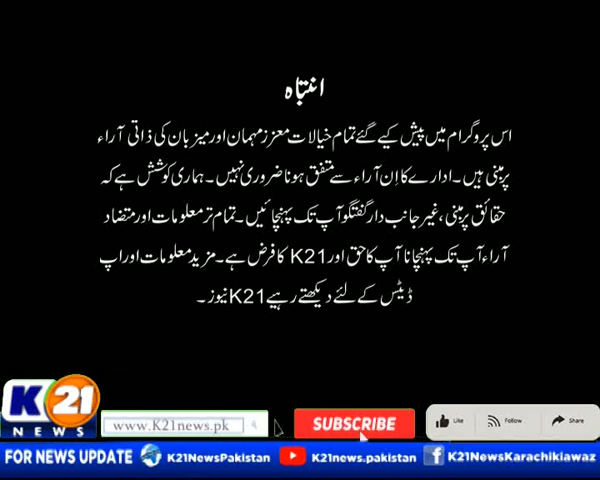 انتباہ
اس پروگرام میں پیش کیے گئے تمام خیالات معزز مہمان اور میزبان کی ذاتی آراء
پر مبنی ہیں۔ ادارے کا اِن آراء سے متفق ہونا ضروری نہیں۔ ہماری کوشش ہے کہ
حقائق پر مبنی، غیر جانب دار گفتگو آپ تک پہنچائیں۔ تمام تر معلومات اور متضاد
آراء آپ تک پہنچانا آپ کا حق اور K21 کا فرض ہے۔ مزید معلومات اور اپ
ڈیٹس کے لئے دیکھتے رہیے K21 نیوز۔
K21
NEWS
www.K21news.pk
SUBSCRIBE
Like
Follow
Share
FOR NEWS UPDATE K21NewsPakistan K21news.pakistan K21NewsKarachikiawaz